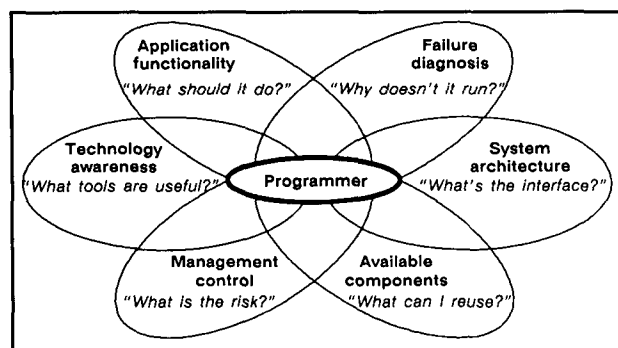 Application
functionality
"What should it do?"
Failure
diagnosis
"Why doesn't it run?"
Technology
awareness
"What tools are useful?"
Programmer
System
architecture
"What's the interface?"
Management
control
"What is the risk?"
Available
components
"What can I reuse?"